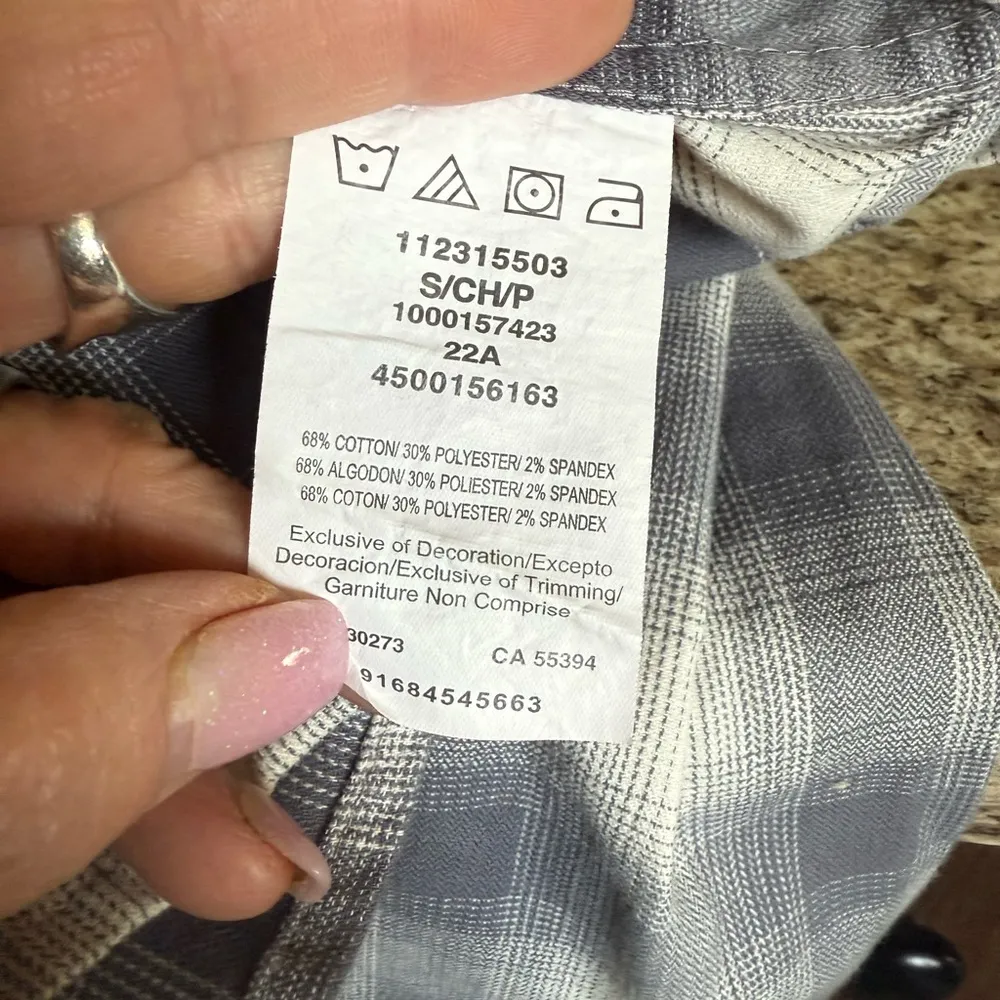 112315503
S/CH/P
1000157423
22A
4500156163
68% COTTON/ 30% POLYESTER/ 2% SPANDEX
68% ALGODON/ 30% POLIESTER/ 2% SPANDEX
68% COTON/ 30% POLYESTER/ 2% SPANDEX
Exclusive of Decoration/Excepto
Decoracion/Exclusive of Trimming/
Garniture Non Comprise
30273 CA 55394
91684545663